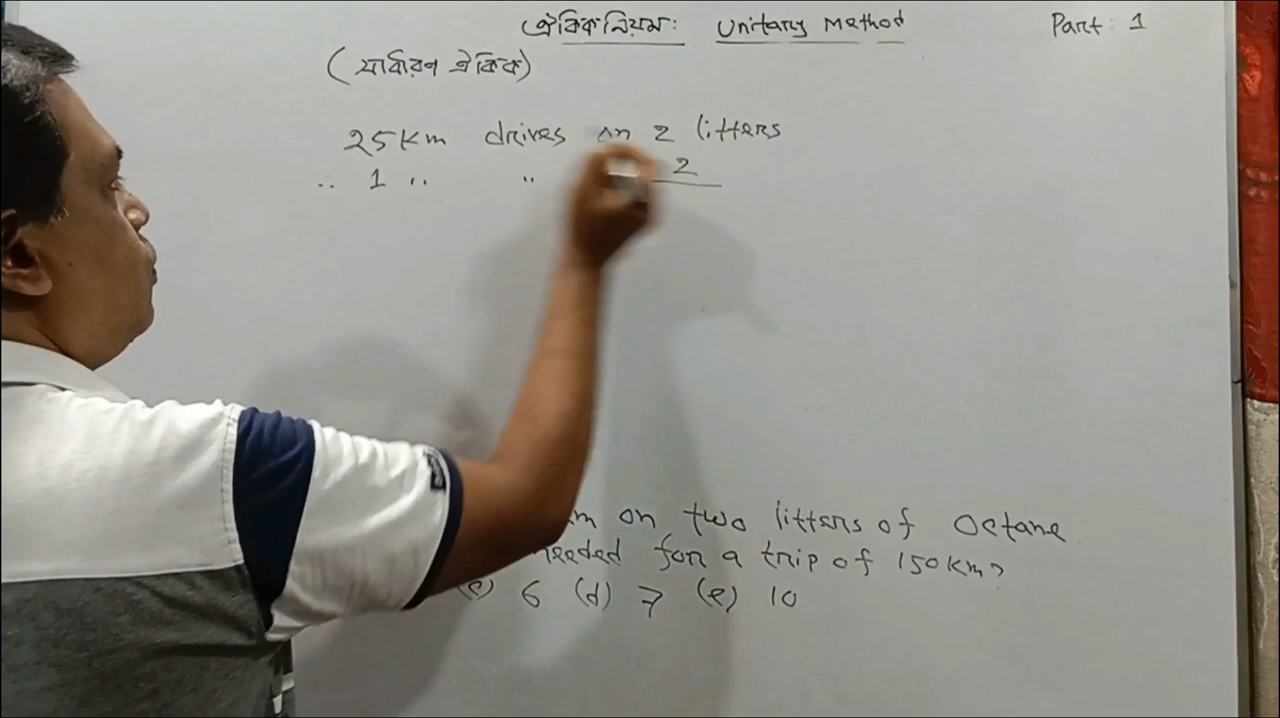 ঐকিক নিয়ম: Unitary Method Part: 1
(সাধারণ ঐকিক)
25 Km drives on 2 litters
∴ 1 " " 2
km on two litters of Octane
needed for a trip of 150 km?
(c) 6 (d) 7 (e) 10